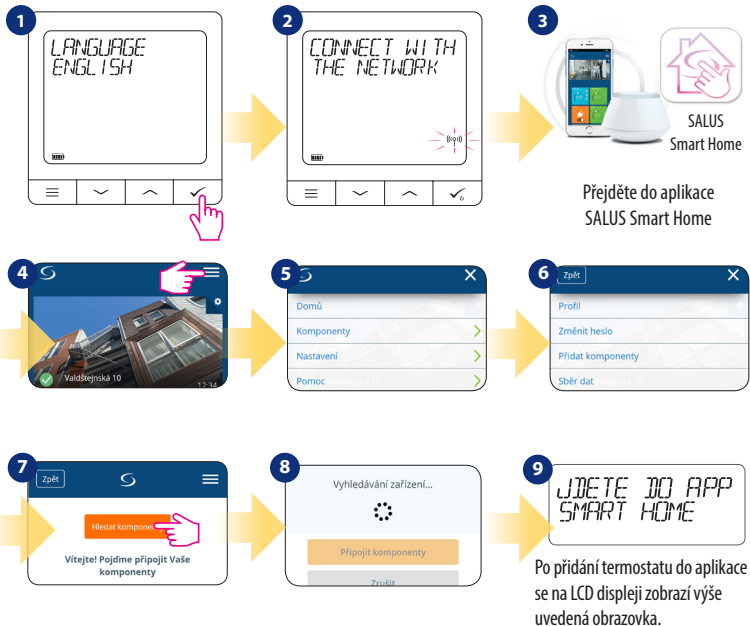 1
LANGUAGE
ENGLISH
2
CONNECT WITH
THE NETWORK
3
SALUS
Smart Home
Přejděte do aplikace
SALUS Smart Home
4
Valdštejnská 10
12:34
5
Domů
Komponenty
Nastavení
Pomoc
6
Zpět
Profil
Změnit heslo
Přidat komponenty
Sběr dat
7
Zpět
Hledat komponenty
Vítejte! Pojďme připojit Vaše
komponenty
8
Vyhledávání zařízení...
Připojit komponenty
Zrušit
9
JDETE DO APP
SMART HOME
Po přidání termostatu do aplikace
se na LCD displeji zobrazí výše
uvedená obrazovka.